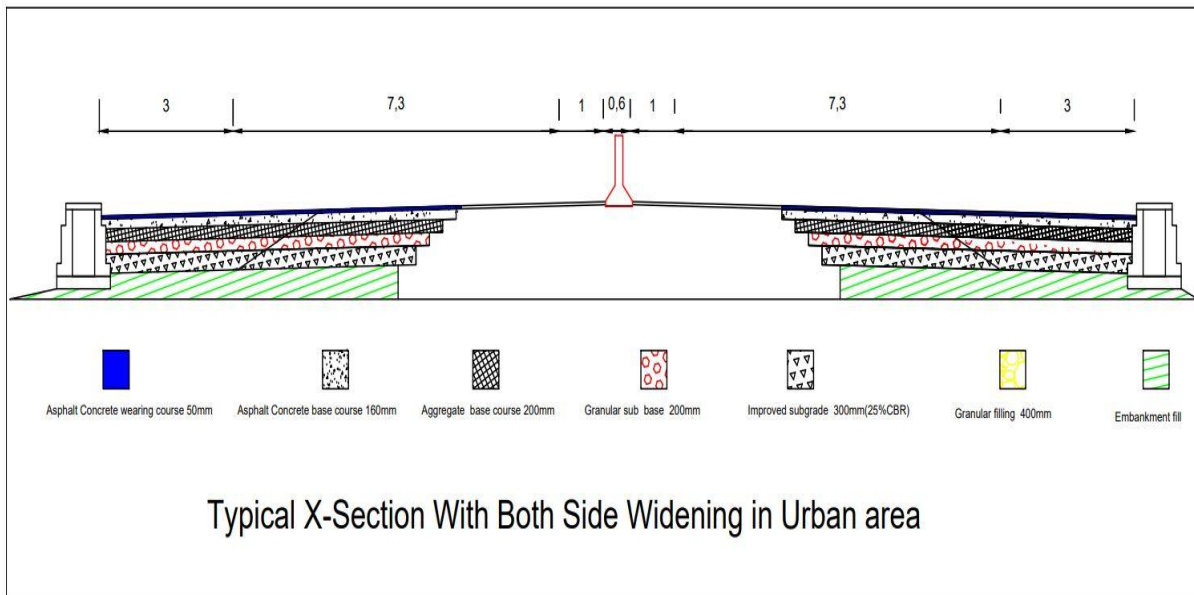 3 7,3 1 0,6 1 7,3 3
Asphalt Concrete wearing course 50mm
Asphalt Concrete base course 160mm
Aggregate base course 200mm
Granular sub base 200mm
Improved subgrade 300mm(25%CBR)
Granular filling 400mm
Embankment fill
Typical X-Section With Both Side Widening in Urban area